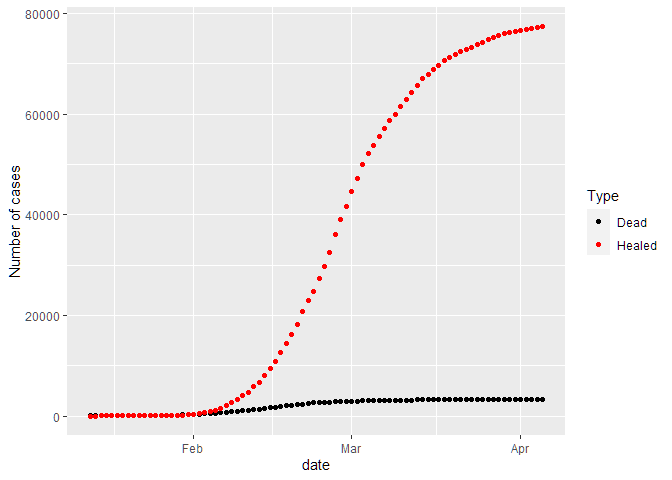 80000
60000
40000
20000
0
Number of cases
Feb
Mar
Apr
date
Type
Dead
Healed